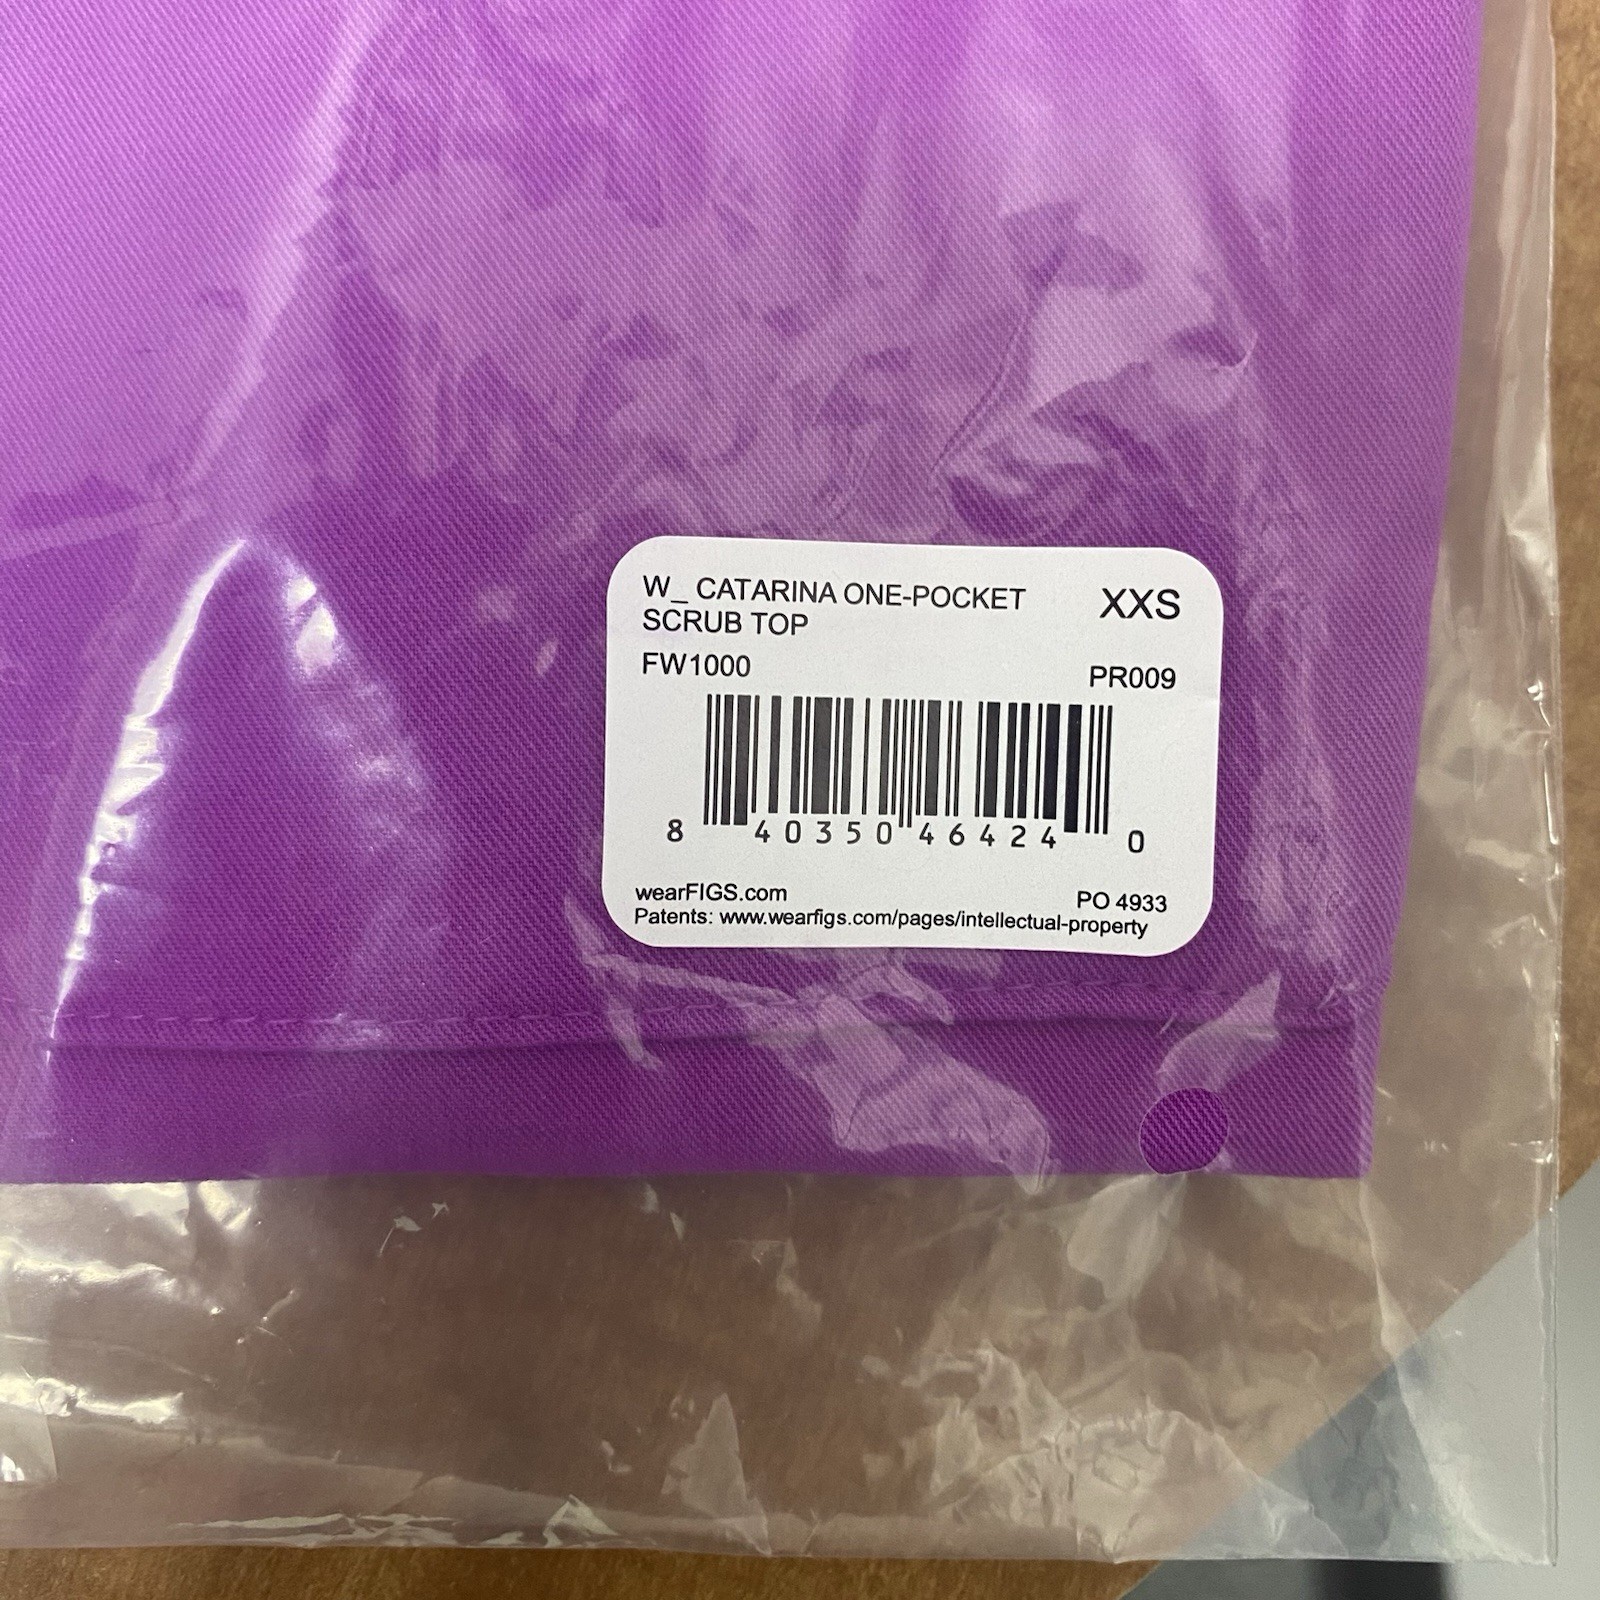 W_ CATARINA ONE-POCKET XXS
SCRUB TOP
FW1000 PR009
8 40350 46424 0
wearFIGS.com PO 4933
Patents: www.wearfigs.com/pages/intellectual-property